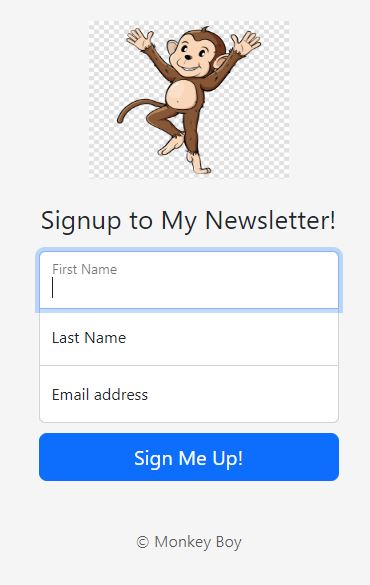 Signup to My Newsletter!
First Name
Last Name
Email address
Sign Me Up!
© Monkey Boy